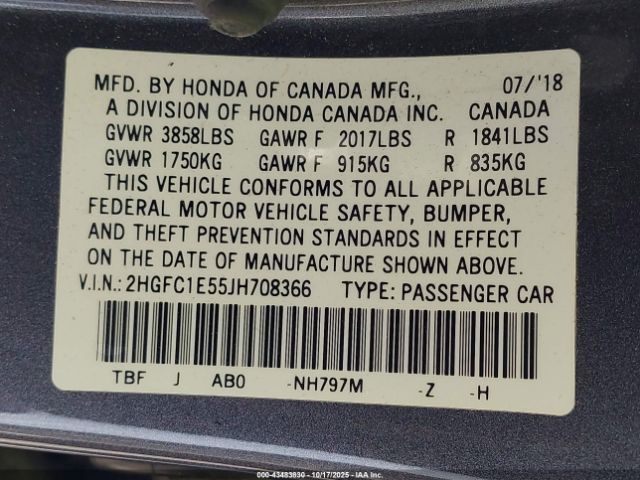 MFD. BY HONDA OF CANADA MFG., 07/'18
A DIVISION OF HONDA CANADA INC. CANADA
GVWR 3858LBS GAWR F 2017LBS R 1841LBS
GVWR 1750KG GAWR F 915KG R 835KG
THIS VEHICLE CONFORMS TO ALL APPLICABLE
FEDERAL MOTOR VEHICLE SAFETY, BUMPER,
AND THEFT PREVENTION STANDARDS IN EFFECT
ON THE DATE OF MANUFACTURE SHOWN ABOVE.
V.I.N.: 2HGFC1E55JH708366 TYPE: PASSENGER CAR
TBF J AB0 -NH797M -Z -H
000-43483630 - 10/17/2025 - IAA Inc.